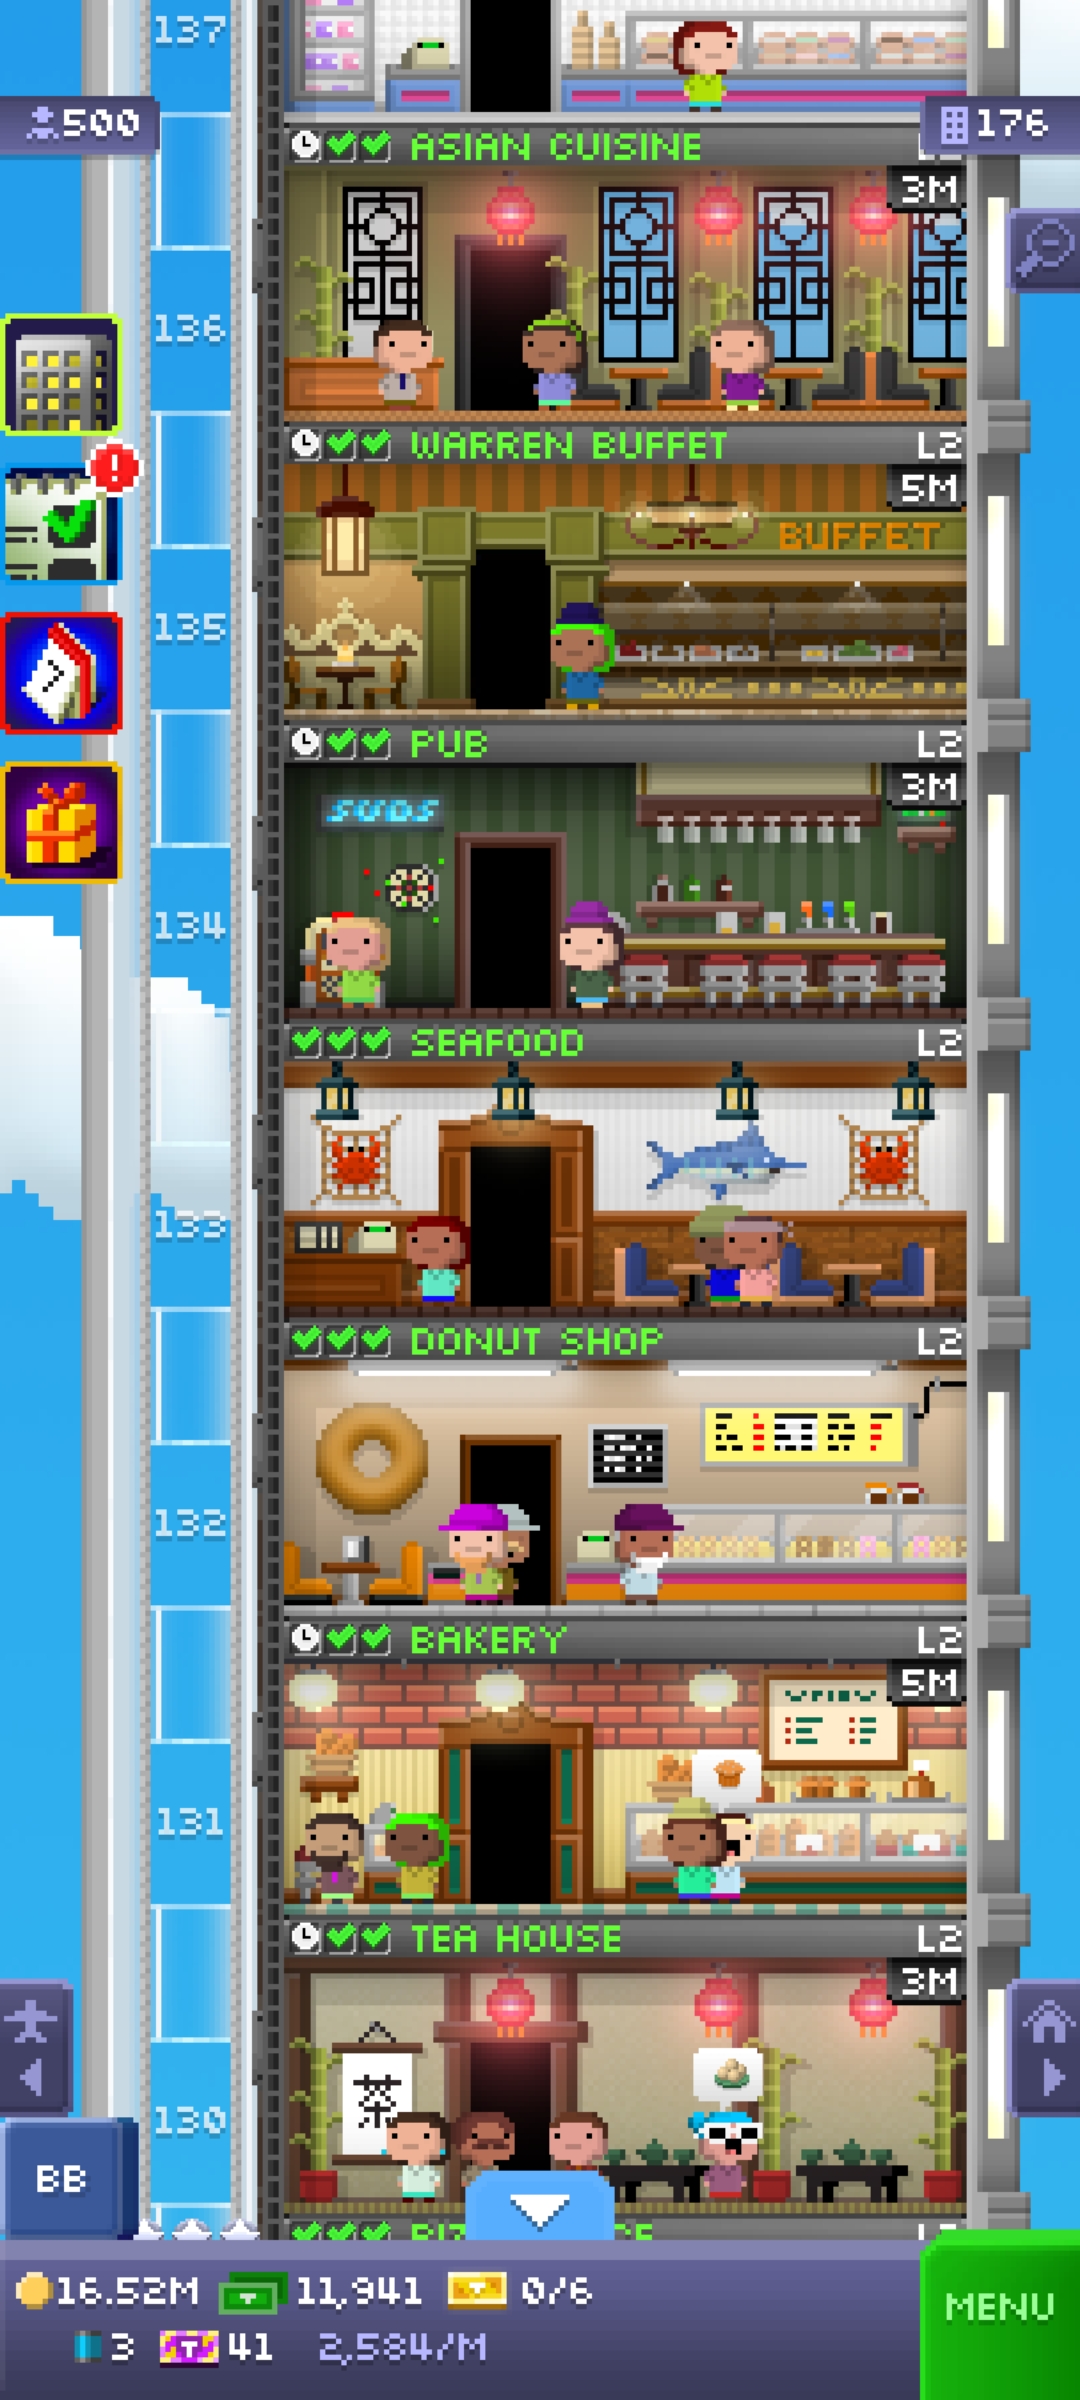 137
500
176
ASIAN CUISINE
3M
136
WARREN BUFFET L2
5M
BUFFET
135
PUB L2
3M
SUDS
134
SEAFOOD L2
133
DONUT SHOP L2
132
BAKERY L2
5M
131
TEA HOUSE L2
3M
茶
130
BB
16.52M 11,941 0/6
MENU
3 T 41 2,584/M